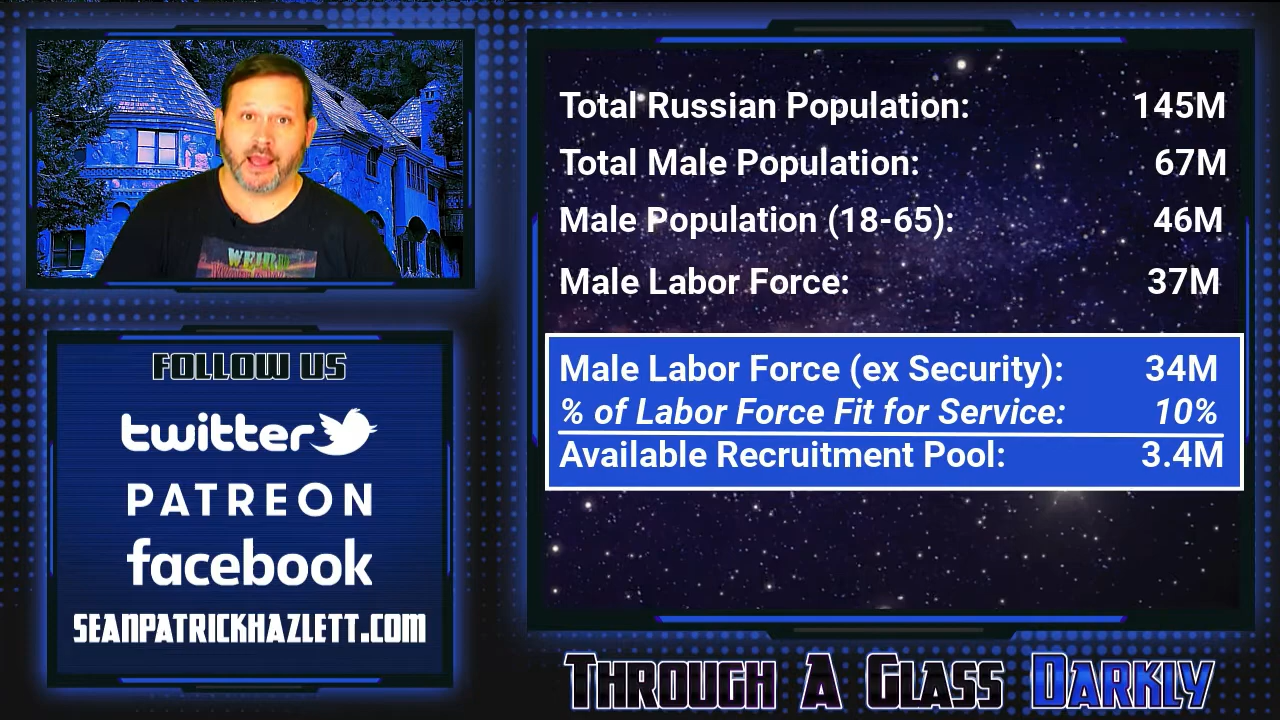 WEIRD
FOLLOW US
twitter
PATREON
facebook
SEANPATRICKHAZLETT.COM
Total Russian Population: 145M
Total Male Population: 67M
Male Population (18-65): 46M
Male Labor Force: 37M
Male Labor Force (ex Security): 34M
% of Labor Force Fit for Service: 10%
Available Recruitment Pool: 3.4M
THROUGH A GLASS DARKLY